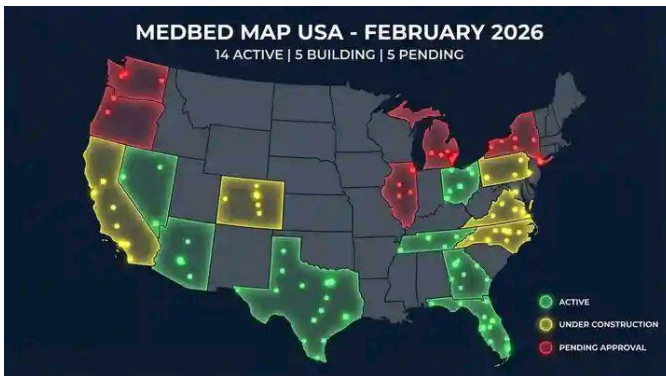 MEDBED MAP USA - FEBRUARY 2026
14 ACTIVE | 5 BUILDING | 5 PENDING
ACTIVE
UNDER CONSTRUCTION
PENDING APPROVAL